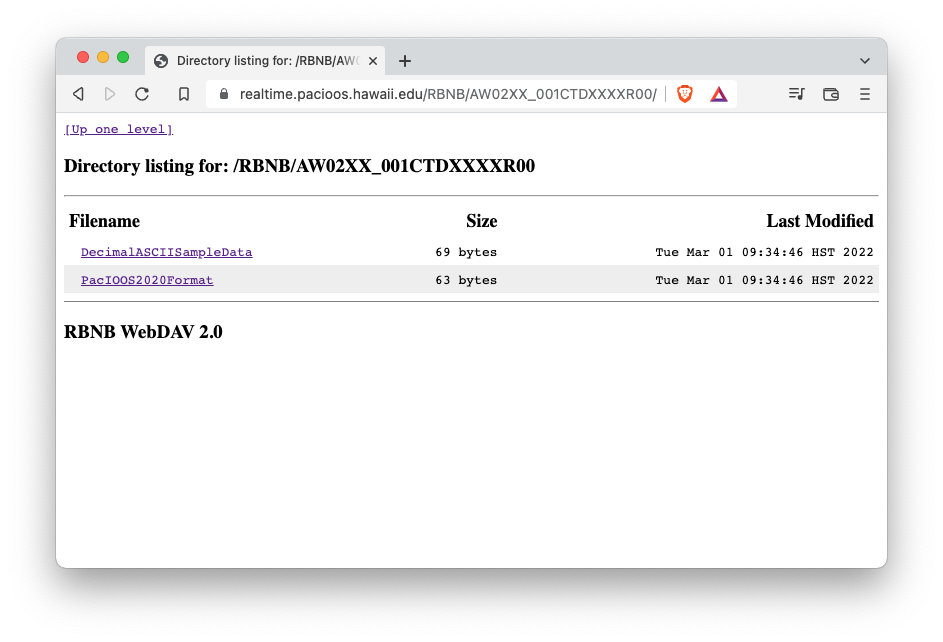 Directory listing for: /RBNB/AW
realtime.pacioos.hawaii.edu/RBNB/AW02XX_001CTDXXXXR00/
[Up one level]
Directory listing for: /RBNB/AW02XX_001CTDXXXXR00
Filename Size Last Modified
DecimalASCIISampleData 69 bytes Tue Mar 01 09:34:46 HST 2022
PacIOOS2020Format 63 bytes Tue Mar 01 09:34:46 HST 2022
RBNB WebDAV 2.0